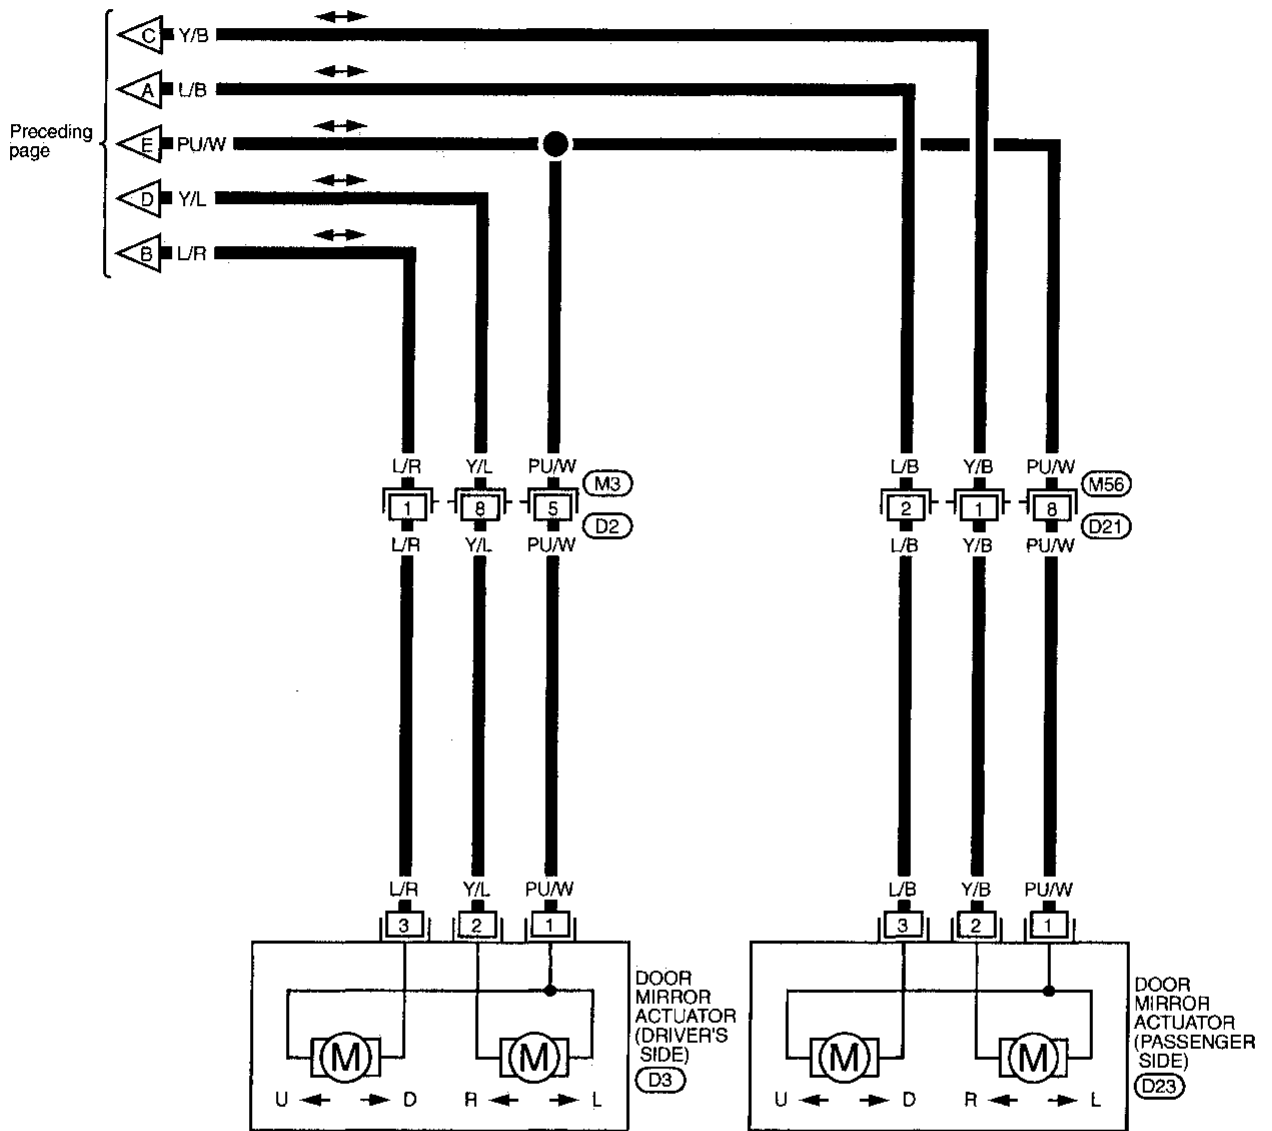 C Y/B
A L/B
Preceding
page
E PU/W
D Y/L
B L/R
L/R Y/L PU/W
M3
1 8 5
D2
L/R Y/L PU/W
L/B Y/B PU/W
M56
2 1 8
D21
L/B Y/B PU/W
L/R Y/L PU/W
3 2 1
DOOR
MIRROR
ACTUATOR
(DRIVER'S
SIDE)
D3
M M
U D R L
L/B Y/B PU/W
3 2 1
DOOR
MIRROR
ACTUATOR
(PASSENGER
SIDE)
D23
M M
U D R L